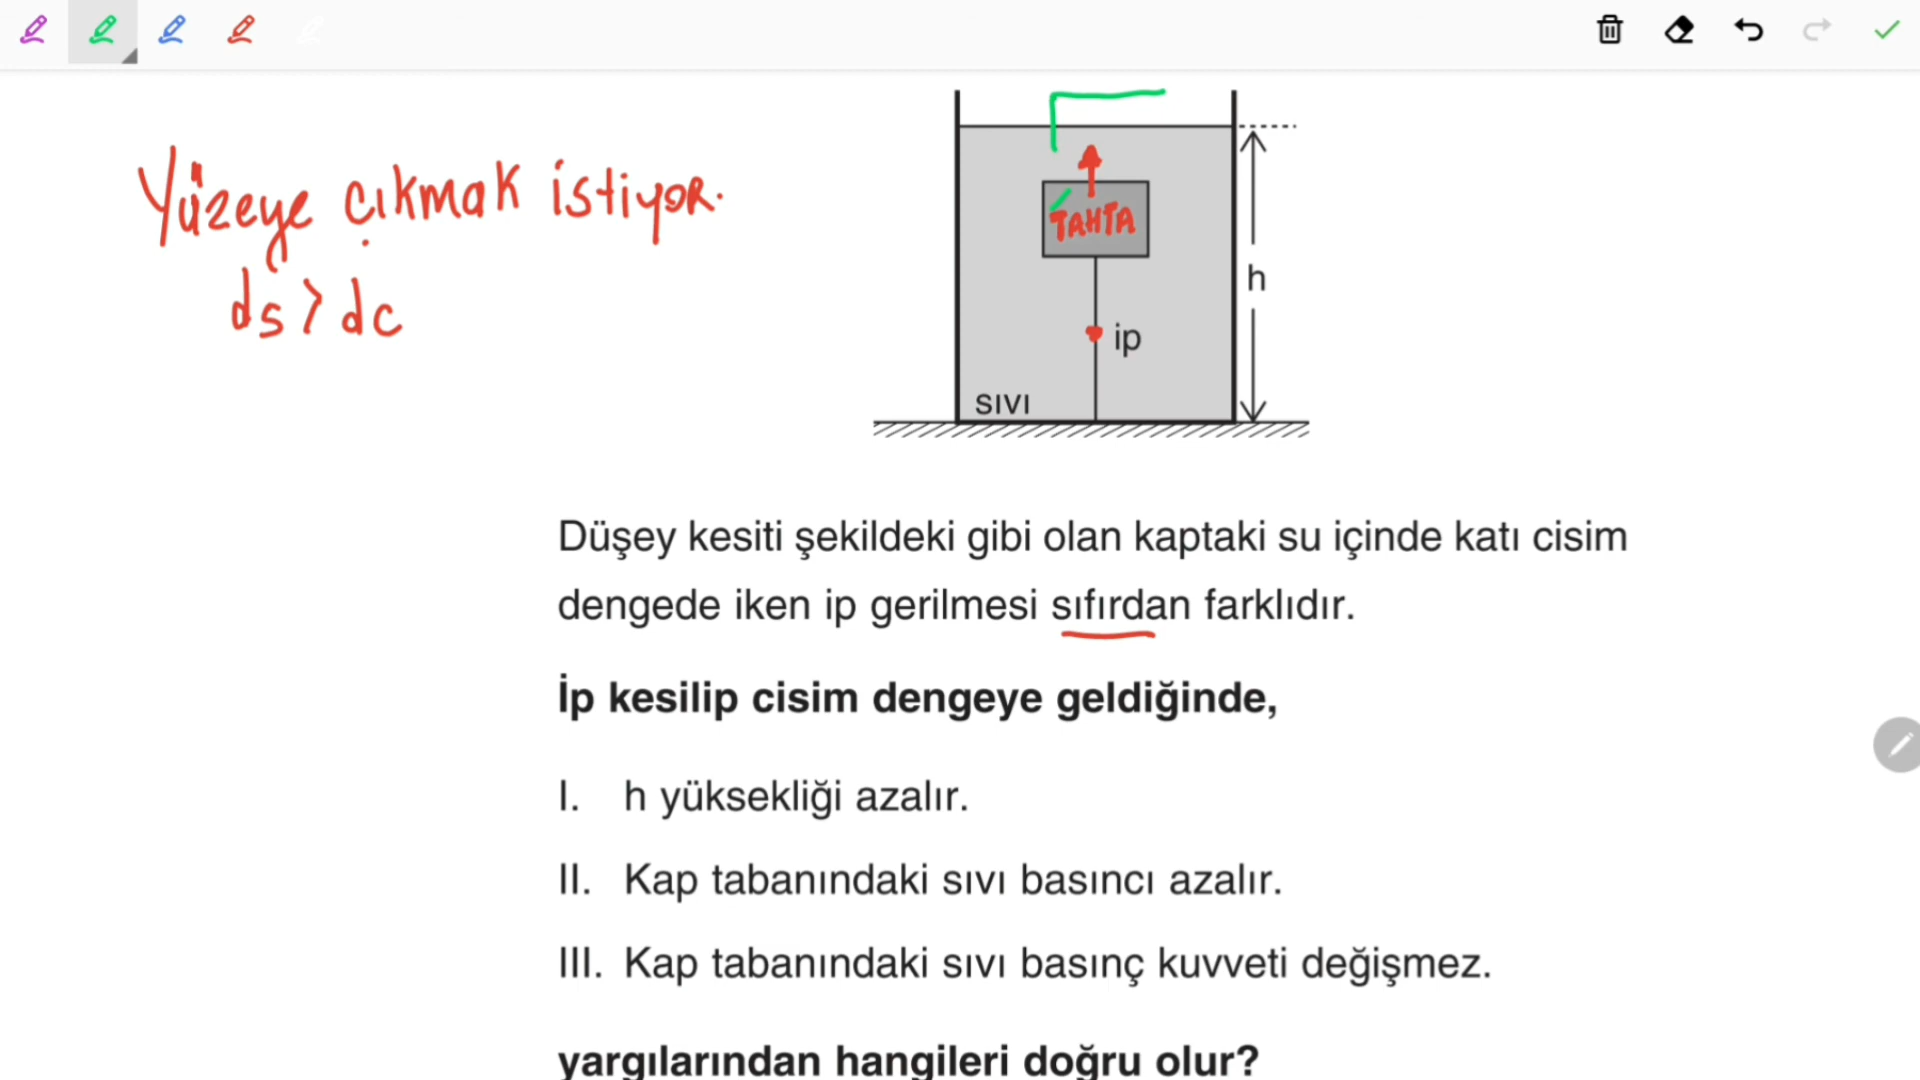 Yüzeye çıkmak istiyor.
ds > dc
TAHTA
h
ip
SIVI
Düşey kesiti şekildeki gibi olan kaptaki su içinde katı cisim
dengede iken ip gerilmesi sıfırdan farklıdır.
İp kesilip cisim dengeye geldiğinde,
I. h yüksekliği azalır.
II. Kap tabanındaki sıvı basıncı azalır.
III. Kap tabanındaki sıvı basınç kuvveti değişmez.
yargılarından hangileri doğru olur?